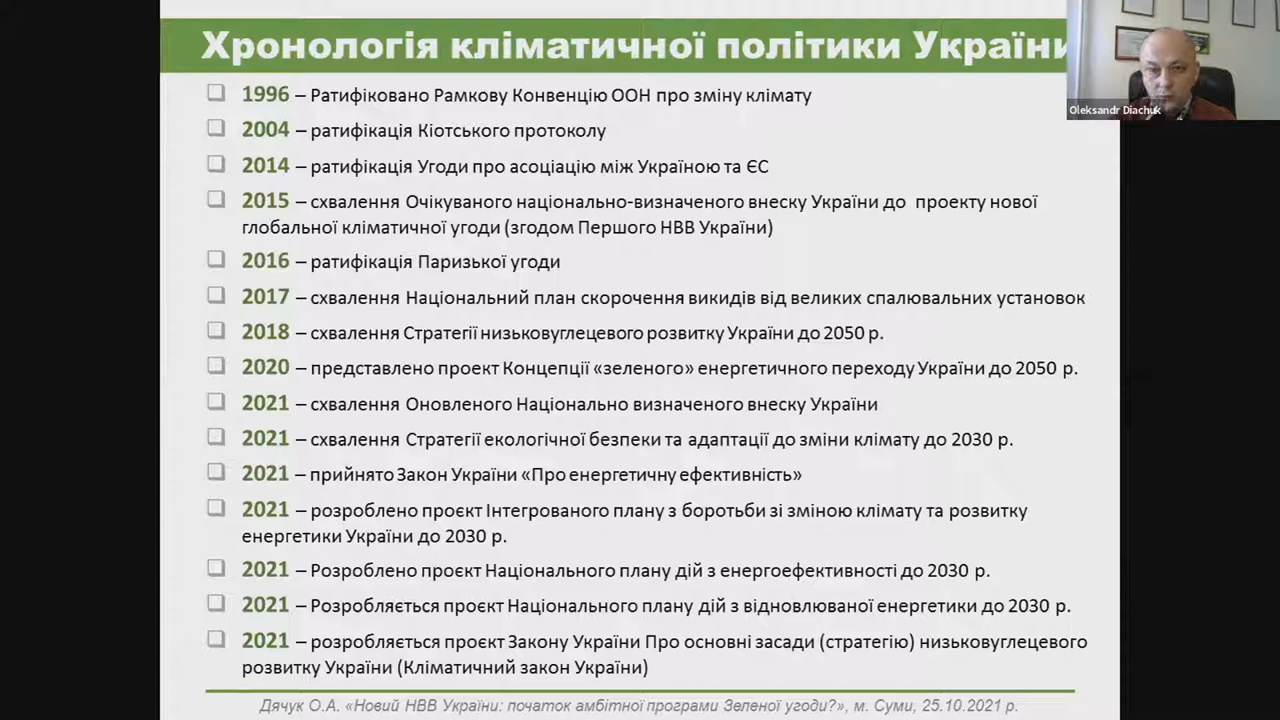 Хронологія кліматичної політики України
Oleksandr Diachuk
1996 – Ратифіковано Рамкову Конвенцію ООН про зміну клімату
2004 – ратифікація Кіотського протоколу
2014 – ратифікація Угоди про асоціацію між Україною та ЄС
2015 – схвалення Очікуваного національно-визначеного внеску України до проекту нової
глобальної кліматичної угоди (згодом Першого НВВ України)
2016 – ратифікація Паризької угоди
2017 – схвалення Національний план скорочення викидів від великих спалювальних установок
2018 – схвалення Стратегії низьковуглецевого розвитку України до 2050 р.
2020 – представлено проект Концепції «зеленого» енергетичного переходу України до 2050 р.
2021 – схвалення Оновленого Національно визначеного внеску України
2021 – схвалення Стратегії екологічної безпеки та адаптації до зміни клімату до 2030 р.
2021 – прийнято Закон України «Про енергетичну ефективність»
2021 – розроблено проєкт Інтегрованого плану з боротьби зі зміною клімату та розвитку
енергетики України до 2030 р.
2021 – Розроблено проєкт Національного плану дій з енергоефективності до 2030 р.
2021 – Розробляється проєкт Національного плану дій з відновлюваної енергетики до 2030 р.
2021 – розробляється проєкт Закону України Про основні засади (стратегію) низьковуглецевого
розвитку України (Кліматичний закон України)
Дячук О.А. «Новий НВВ України: початок амбітної програми Зеленої угоди?», м. Суми, 25.10.2021 р.